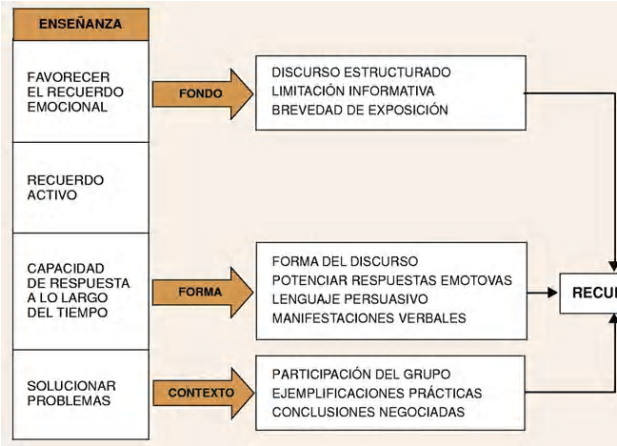 ENSEÑANZA
FAVORECER
EL RECUERDO
EMOCIONAL
FONDO
DISCURSO ESTRUCTURADO
LIMITACIÓN INFORMATIVA
BREVEDAD DE EXPOSICIÓN
RECUERDO
ACTIVO
CAPACIDAD
DE RESPUESTA
A LO LARGO
DEL TIEMPO
FORMA
FORMA DEL DISCURSO
POTENCIAR RESPUESTAS EMOTOVAS
LENGUAJE PERSUASIVO
MANIFESTACIONES VERBALES
RECU
SOLUCIONAR
PROBLEMAS
CONTEXTO
PARTICIPACIÓN DEL GRUPO
EJEMPLIFICACIONES PRÁCTICAS
CONCLUSIONES NEGOCIADAS